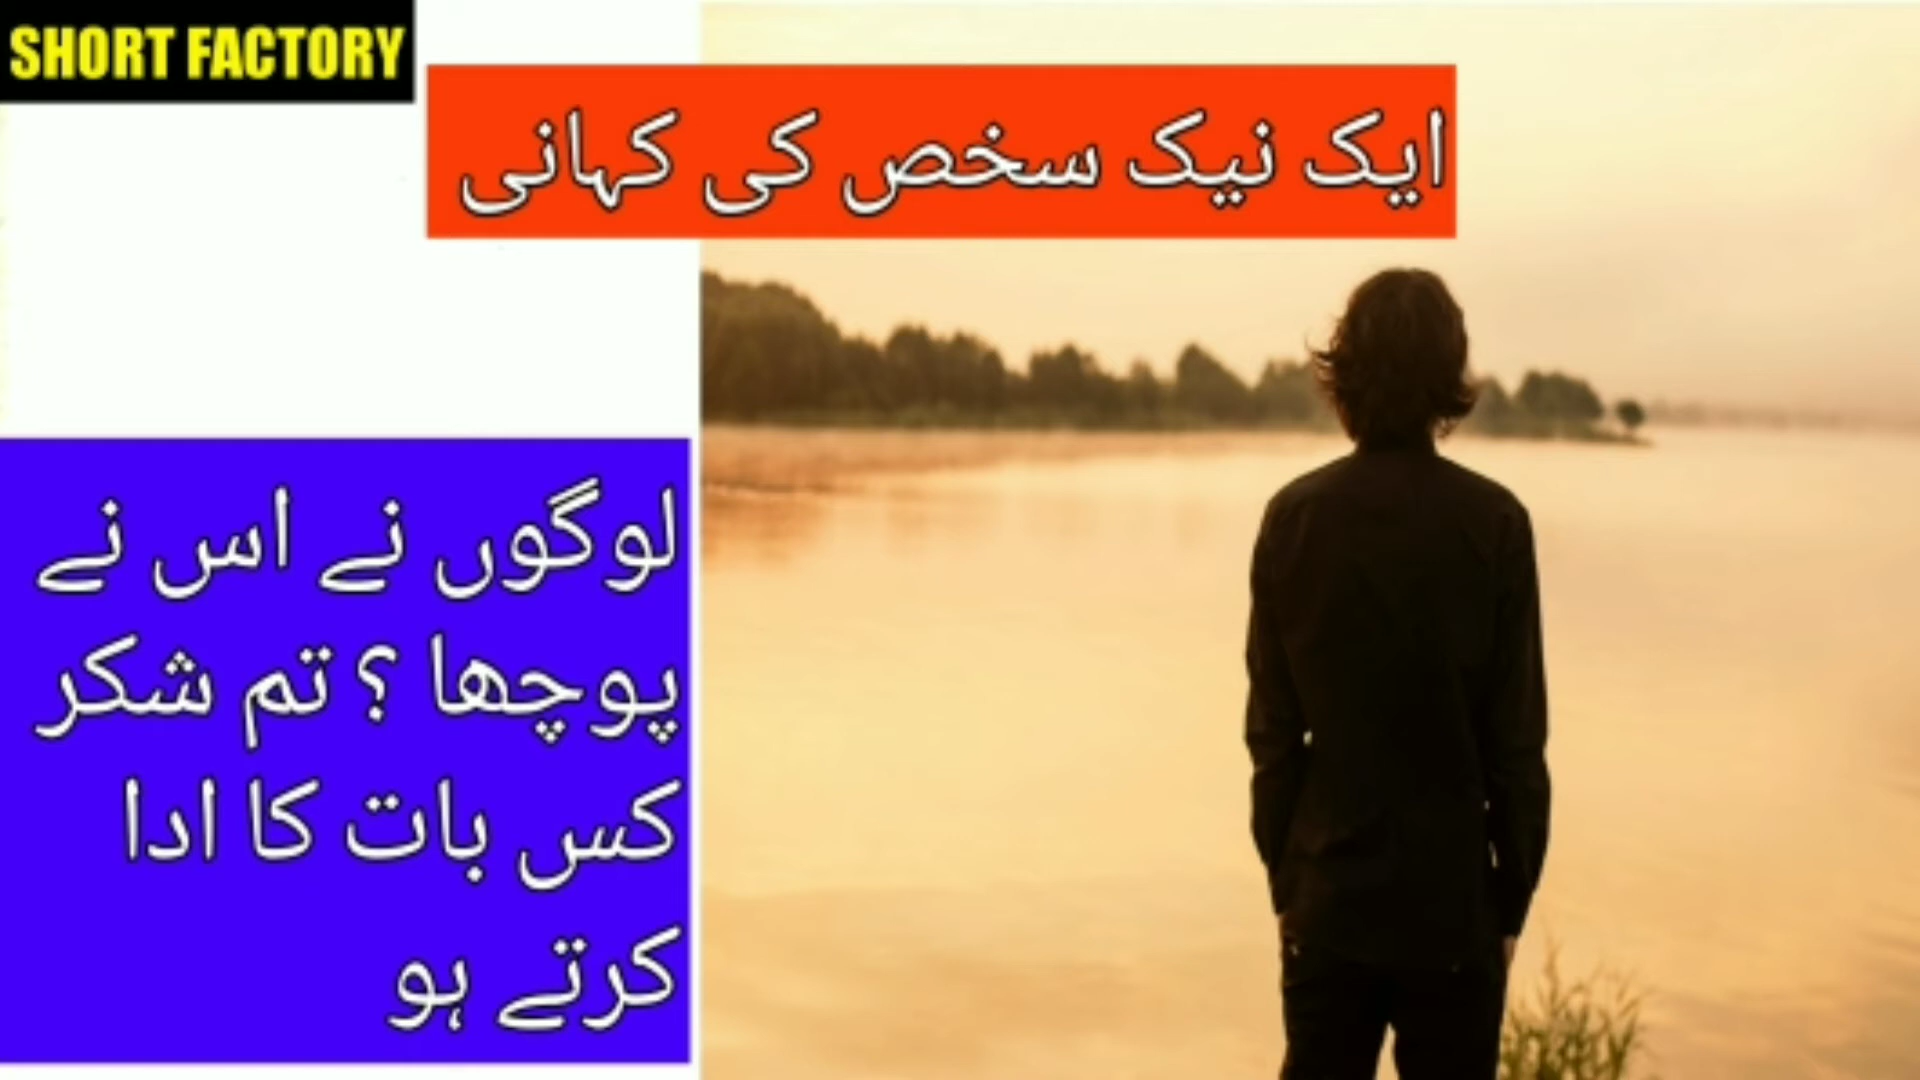 SHORT FACTORY
ایک نیک سخص کی کہانی
لوگوں نے اس نے
پوچھا ؟ تم شکر
کس بات کا ادا
کرتے ہو